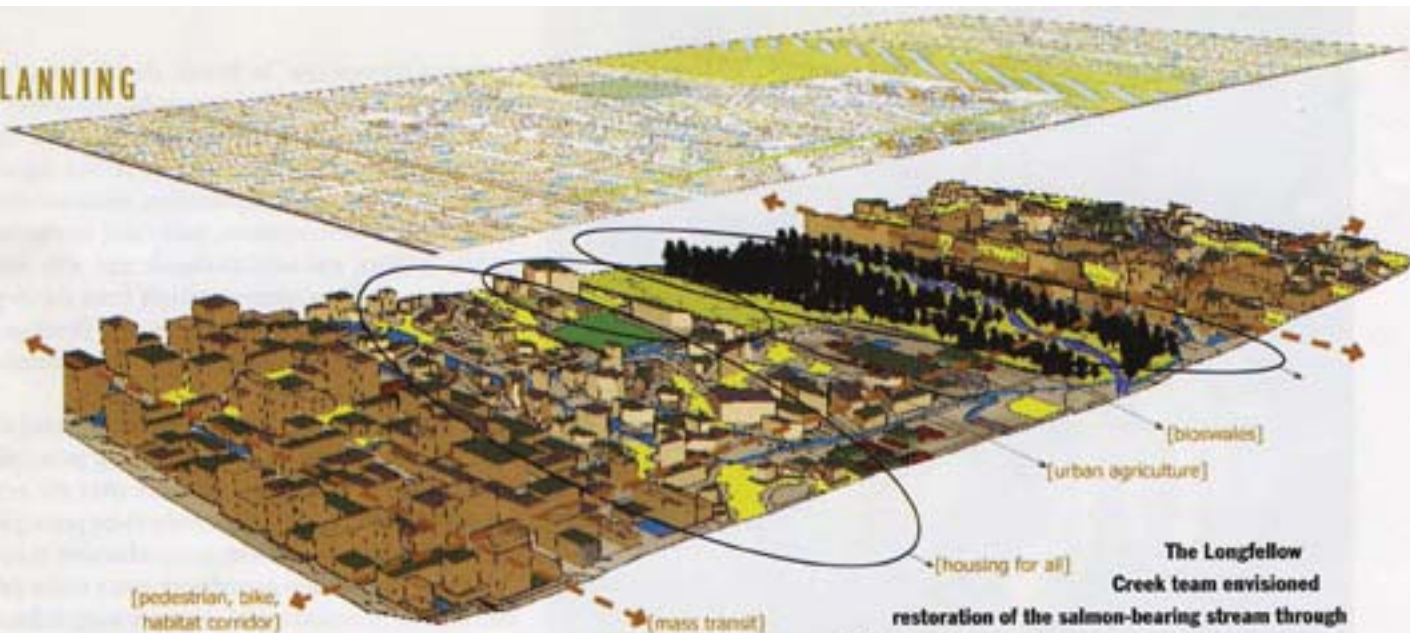 LANNING
[bioswales]
[urban agriculture]
[housing for all]
[pedestrian, bike,
habitat corridor]
[mass transit]
The Longfellow
Creek team envisioned
restoration of the salmon-bearing stream through